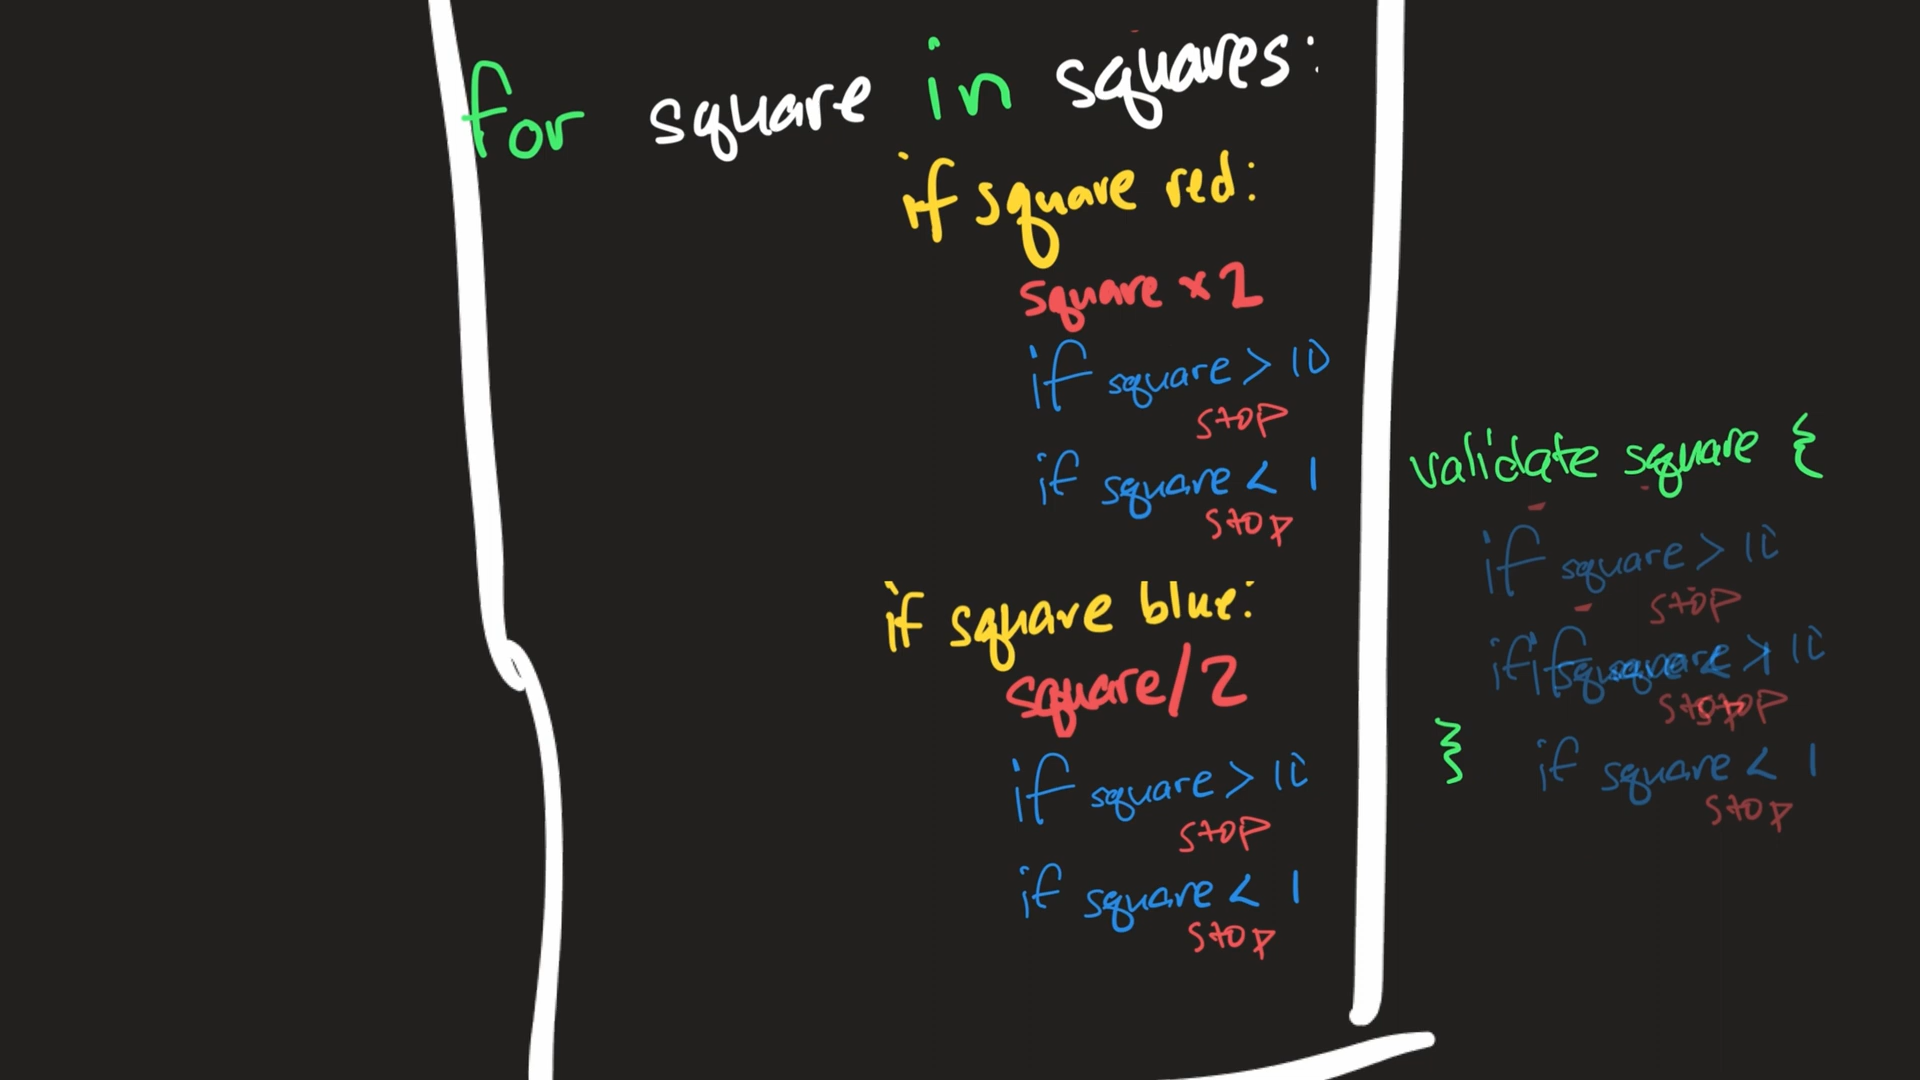 for square in squares:
if square red:
square × 2
if square > 10
stop
if square < 1
stop
if square blue:
square/2
if square > 10
stop
if square < 1
stop
validate square {
if square > 10
stop
}
if square < 1
stop